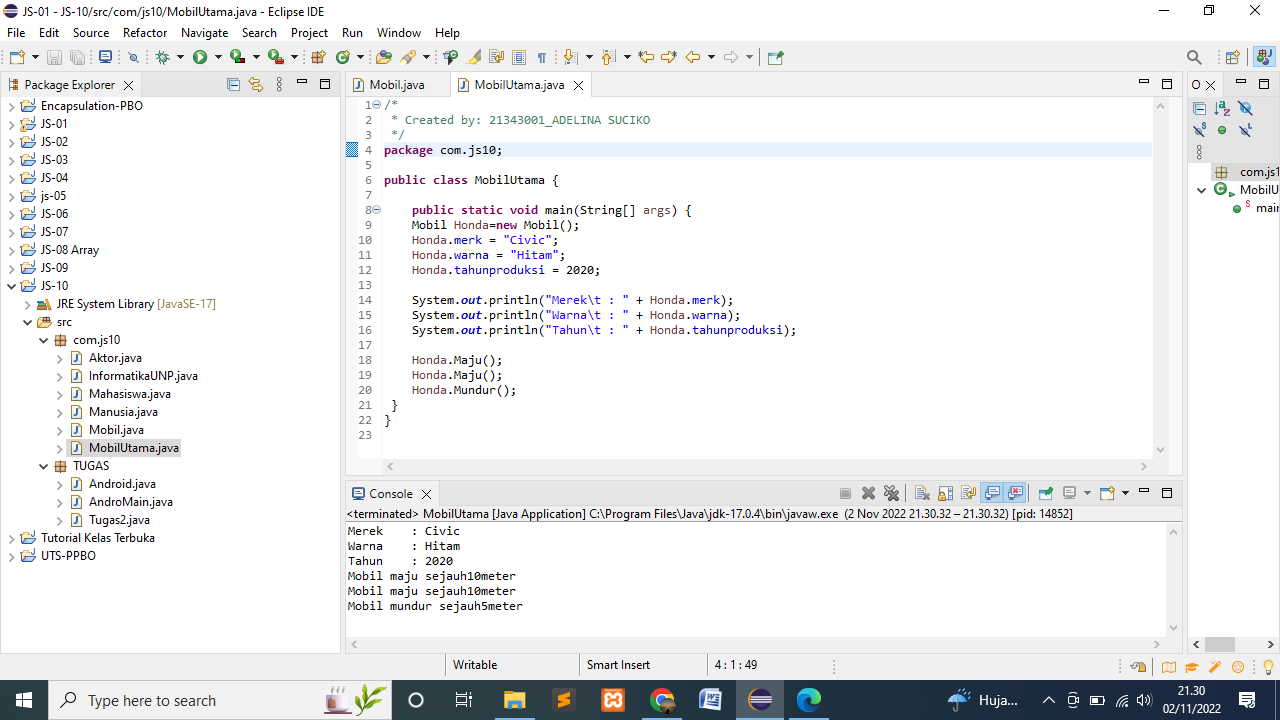 JS-01 - JS-10/src/com/js10/MobilUtama.java - Eclipse IDE
File Edit Source Refactor Navigate Search Project Run Window Help
Package Explorer
Encapsulation-PBO
JS-01
JS-02
JS-03
JS-04
js-05
JS-06
JS-07
JS-08 Array
JS-09
JS-10
JRE System Library [JavaSE-17]
src
com.js10
Aktor.java
InformatikaUNP.java
Mahasiswa.java
Manusia.java
Mobil.java
MobilUtama.java
TUGAS
Android.java
AndroMain.java
Tugas2.java
Tutorial Kelas Terbuka
UTS-PPBO
Mobil.java MobilUtama.java
1 /*
2 * Created by: 21343001_ADELINA SUCIKO
3 */
4 package com.js10;
5
6 public class MobilUtama {
7
8 public static void main(String[] args) {
9 Mobil Honda=new Mobil();
10 Honda.merk = "Civic";
11 Honda.warna = "Hitam";
12 Honda.tahunproduksi = 2020;
13
14 System.out.println("Merek\t : " + Honda.merk);
15 System.out.println("Warna\t : " + Honda.warna);
16 System.out.println("Tahun\t : " + Honda.tahunproduksi);
17
18 Honda.Maju();
19 Honda.Maju();
20 Honda.Mundur();
21 }
22 }
23
Console
<terminated> MobilUtama [Java Application] C:\Program Files\Java\jdk-17.0.4\bin\javaw.exe (2 Nov 2022 21.30.32 – 21.30.32) [pid: 14852]
Merek : Civic
Warna : Hitam
Tahun : 2020
Mobil maju sejauh10meter
Mobil maju sejauh10meter
Mobil mundur sejauh5meter
O
com.js1
MobilU
main
Writable Smart Insert 4 : 1 : 49
Type here to search
Huja...
21.30
02/11/2022